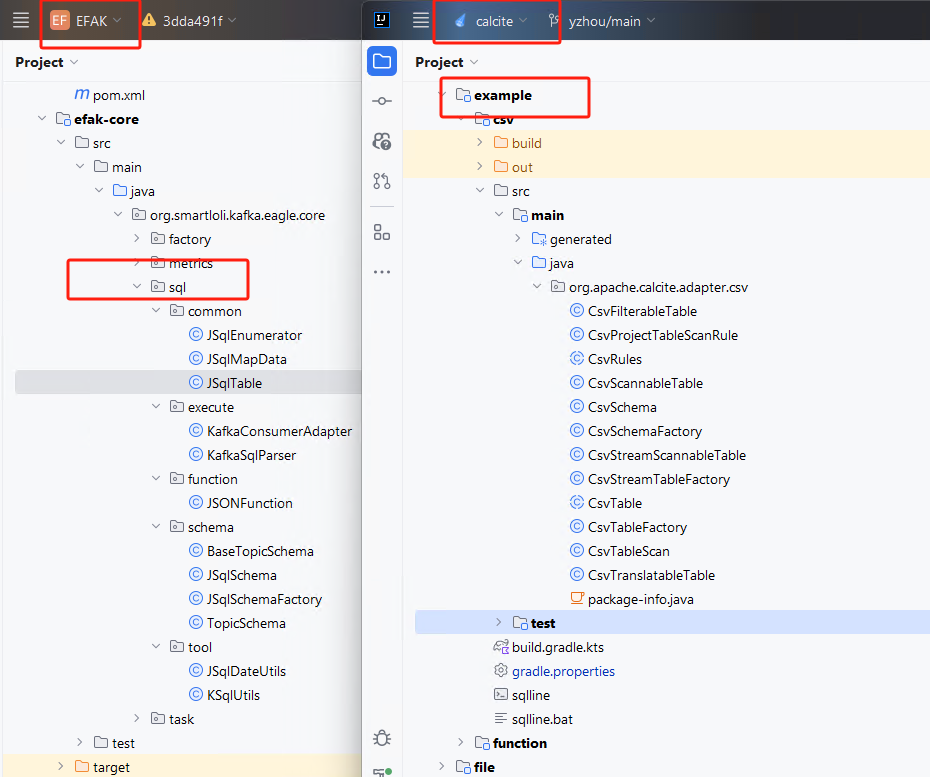 EF EFAK 3dda491f
Project
pom.xml
efak-core
src
main
java
org.smartloli.kafka.eagle.core
factory
metrics
sql
common
JSqlEnumerator
JSqlMapData
JSqlTable
execute
KafkaConsumerAdapter
KafkaSqlParser
function
JSONFunction
schema
BaseTopicSchema
JSqlSchema
JSqlSchemaFactory
TopicSchema
tool
JSqlDateUtils
KSqlUtils
task
test
target
IJ calcite yzhou/main
Project
example
csv
build
out
src
main
generated
java
org.apache.calcite.adapter.csv
CsvFilterableTable
CsvProjectTableScanRule
CsvRules
CsvScannableTable
CsvSchema
CsvSchemaFactory
CsvStreamScannableTable
CsvStreamTableFactory
CsvTable
CsvTableFactory
CsvTableScan
CsvTranslatableTable
package-info.java
test
build.gradle.kts
gradle.properties
sqlline
sqlline.bat
function
file